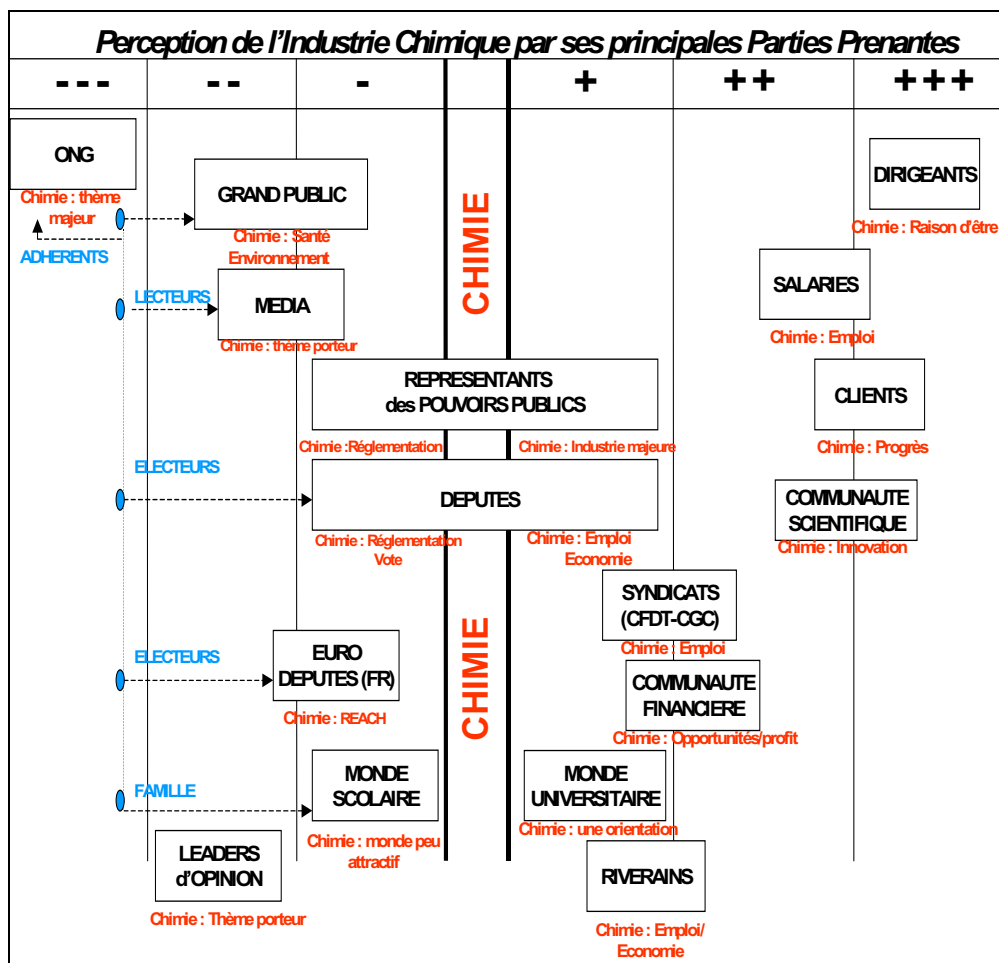 Perception de l'Industrie Chimique par ses principales Parties Prenantes
--- -- - + ++ +++
ONG
Chimie : thème
majeur
ADHERENTS
GRAND PUBLIC
Chimie : Santé
Environnement
LECTEURS
MEDIA
Chimie : thème porteur
CHIMIE
DIRIGEANTS
Chimie : Raison d'être
SALARIES
Chimie : Emploi
REPRESENTANTS
des POUVOIRS PUBLICS
Chimie :Réglementation
Chimie : Industrie majeure
CLIENTS
Chimie : Progrès
ELECTEURS
DEPUTES
Chimie : Réglementation
Vote
Chimie : Emploi
Economie
COMMUNAUTE
SCIENTIFIQUE
Chimie : Innovation
SYNDICATS
(CFDT-CGC)
Chimie : Emploi
CHIMIE
ELECTEURS
EURO
DEPUTES (FR)
Chimie : REACH
COMMUNAUTE
FINANCIERE
Chimie : Opportunités/profit
FAMILLE
MONDE
SCOLAIRE
Chimie : monde peu
attractif
MONDE
UNIVERSITAIRE
Chimie : une orientation
LEADERS
d'OPINION
Chimie : Thème porteur
RIVERAINS
Chimie : Emploi/
Economie